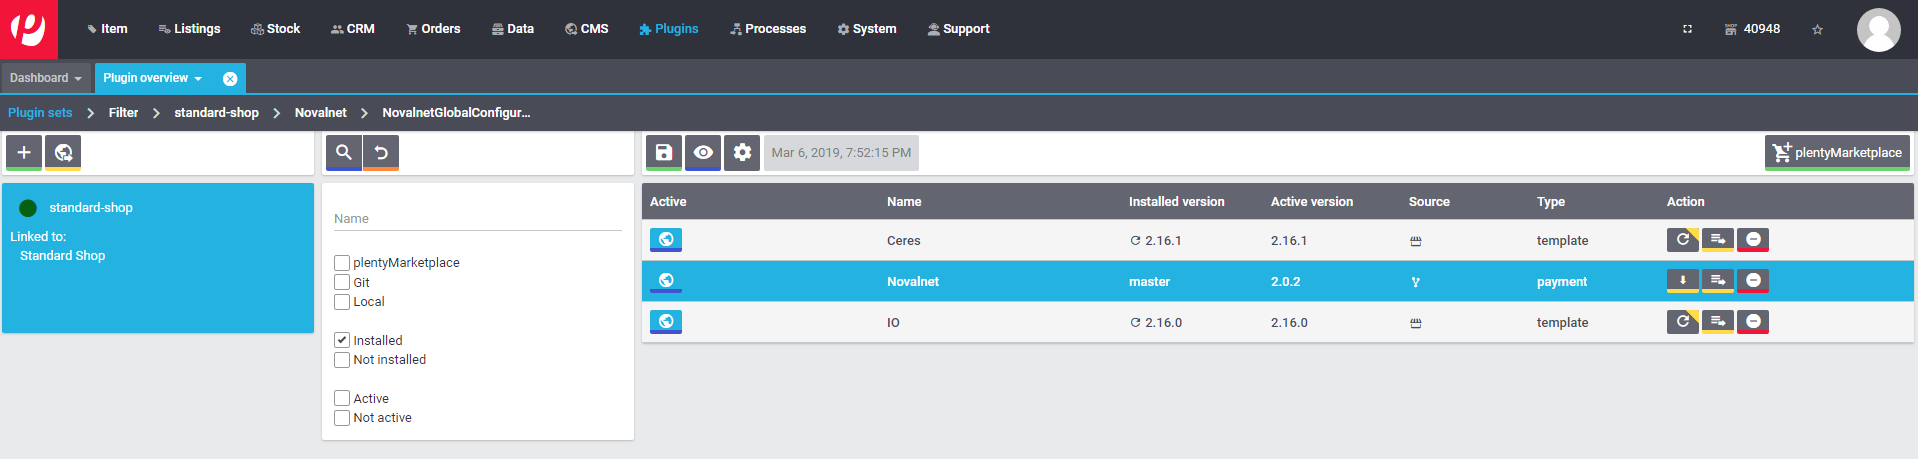 Item Listings Stock CRM Orders Data CMS Plugins Processes System Support SHOP 40948
Dashboard Plugin overview
Plugin sets Filter standard-shop Novalnet NovalnetGlobalConfigur...
Mar 6, 2019, 7:52:15 PM plentyMarketplace
standard-shop
Linked to:
Standard Shop
Name
plentyMarketplace
Git
Local
Installed
Not installed
Active
Not active
Active Name Installed version Active version Source Type Action
Ceres 2.16.1 2.16.1 template
Novalnet master 2.0.2 payment
IO 2.16.0 2.16.0 template